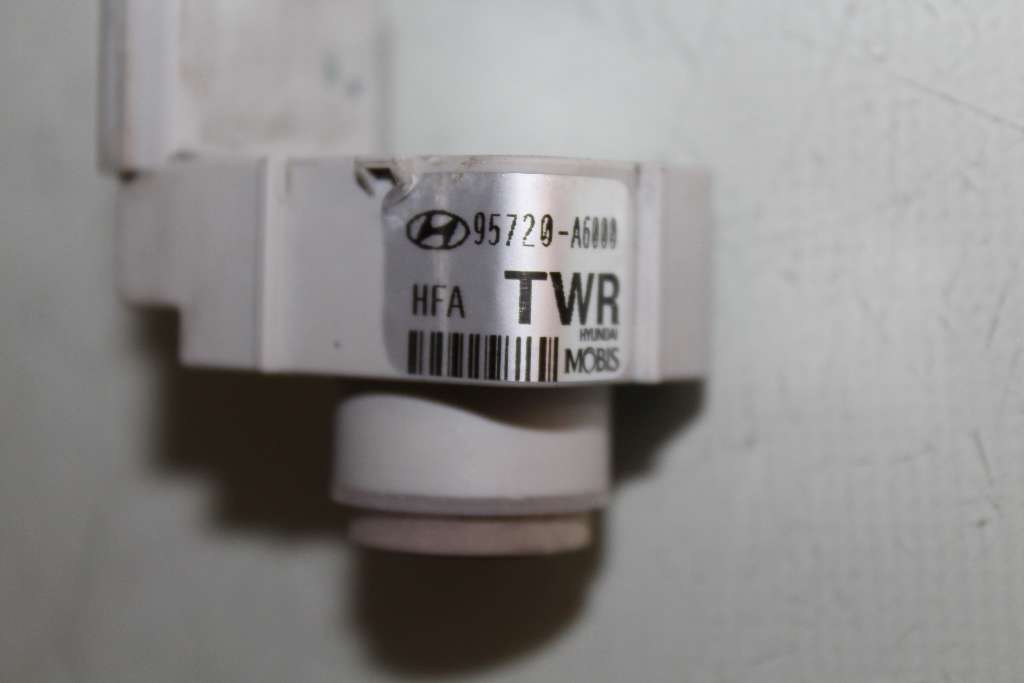 95720-A6000
HFA TWR
HYUNDAI
MOBIS